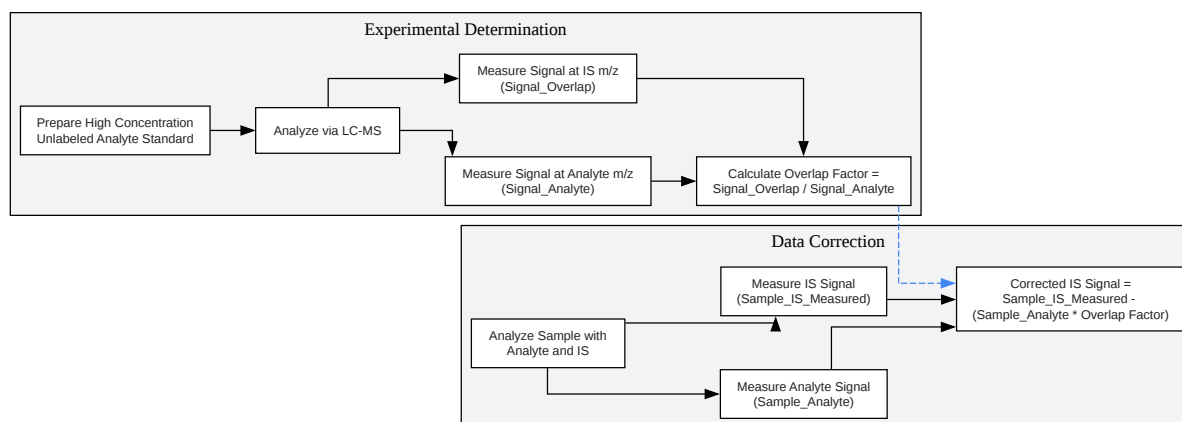 Experimental Determination
Measure Signal at IS m/z
(Signal_Overlap)
Prepare High Concentration
Unlabeled Analyte Standard
Analyze via LC-MS
Measure Signal at Analyte m/z
(Signal_Analyte)
Calculate Overlap Factor =
Signal_Overlap / Signal_Analyte
Data Correction
Measure IS Signal
(Sample_IS_Measured)
Corrected IS Signal =
Sample_IS_Measured -
(Sample_Analyte * Overlap Factor)
Analyze Sample with
Analyte and IS
Measure Analyte Signal
(Sample_Analyte)